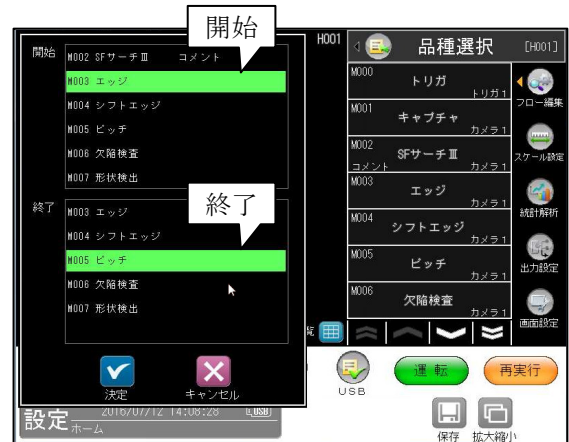 開始
開始
M002 SFサーチⅢ コメント
M003 エッジ
M004 シフトエッジ
M005 ピッチ
M006 欠陥検査
M007 形状検出
終了
終了
M003 エッジ
M004 シフトエッジ
M005 ピッチ
M006 欠陥検査
M007 形状検出
決定
キャンセル
H001
品種選択
[H001]
M000
トリガ
トリガ1
M001
キャプチャ
カメラ1
M002
SFサーチⅢ
コメント カメラ1
M003
エッジ
カメラ1
M004
シフトエッジ
カメラ1
M005
ピッチ
カメラ1
M006
欠陥検査
カメラ1
フロー編集
スケール設定
統計解析
出力設定
画面設定
覧
USB
運転
再実行
設定
2016/07/12 14:08:28 USB
ホーム
保存
拡大縮小